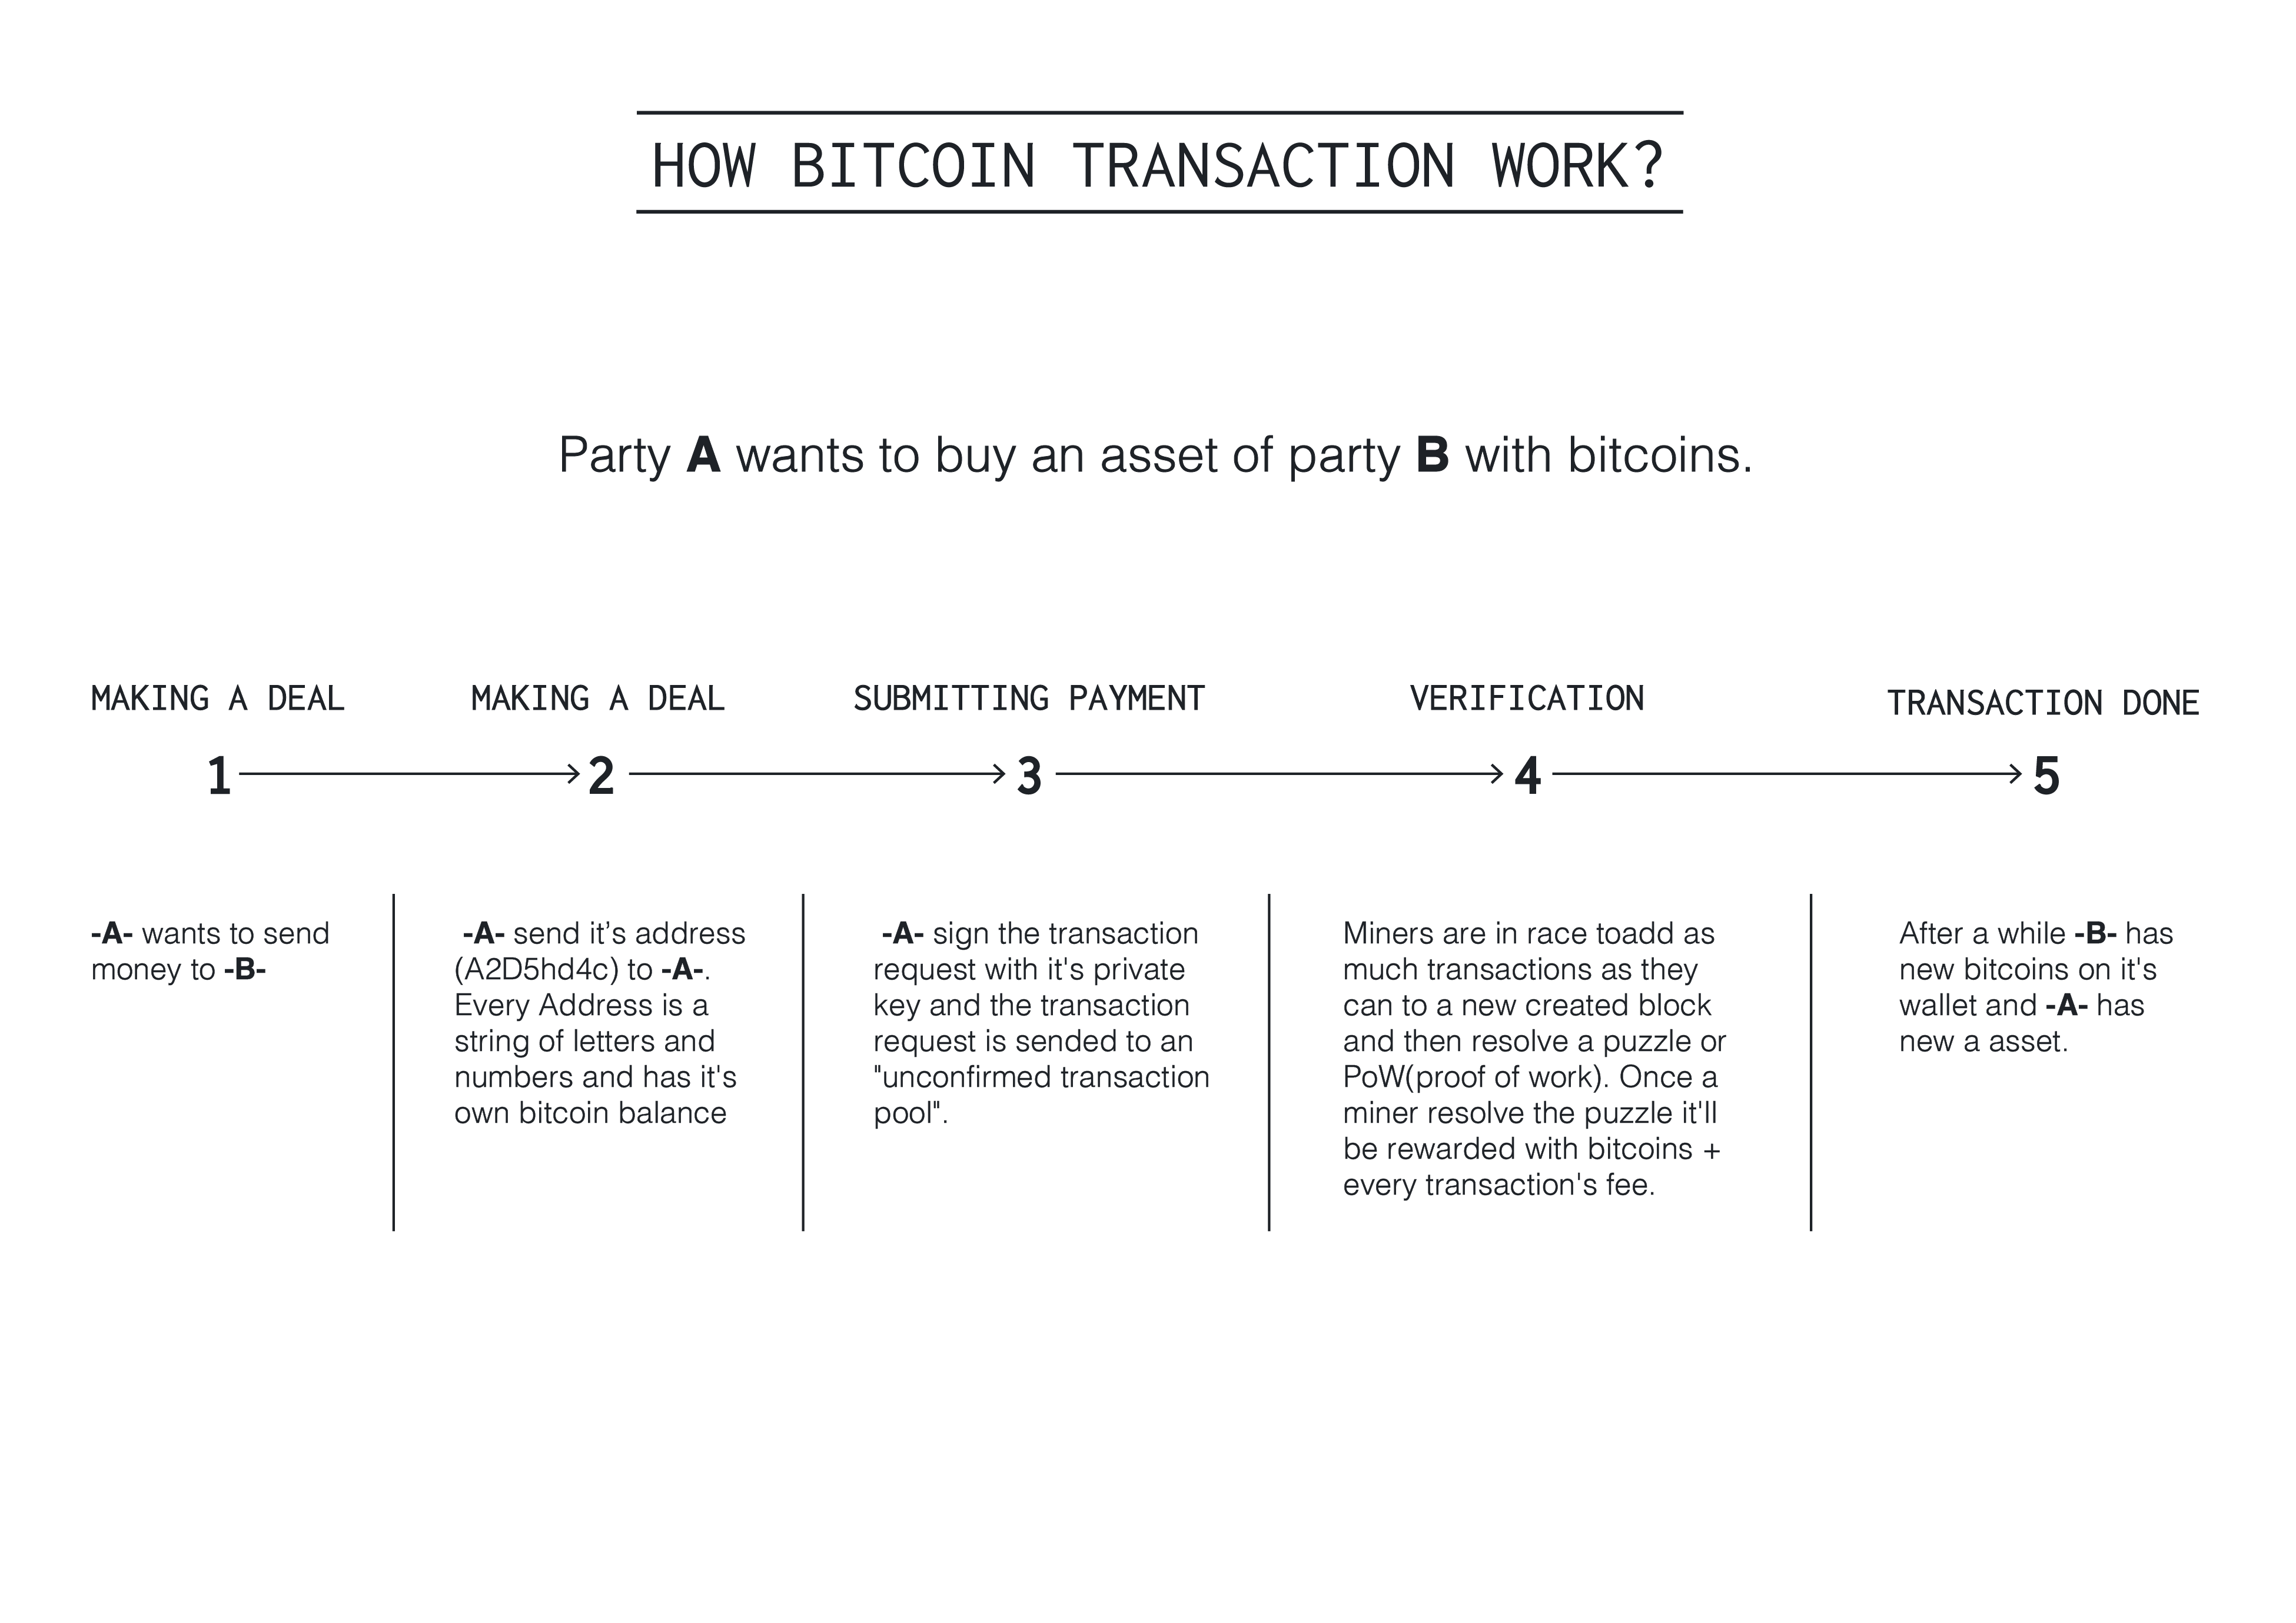 HOW BITCOIN TRANSACTION WORK?
Party A wants to buy an asset of party B with bitcoins.
MAKING A DEAL
1
-A- wants to send
money to -B-
MAKING A DEAL
2
-A- send it’s address
(A2D5hd4c) to -A-.
Every Address is a
string of letters and
numbers and has it's
own bitcoin balance
SUBMITTING PAYMENT
3
-A- sign the transaction
request with it's private
key and the transaction
request is sended to an
"unconfirmed transaction
pool".
VERIFICATION
4
Miners are in race toadd as
much transactions as they
can to a new created block
and then resolve a puzzle or
PoW(proof of work). Once a
miner resolve the puzzle it'll
be rewarded with bitcoins +
every transaction's fee.
TRANSACTION DONE
5
After a while -B- has
new bitcoins on it's
wallet and -A- has
new a asset.